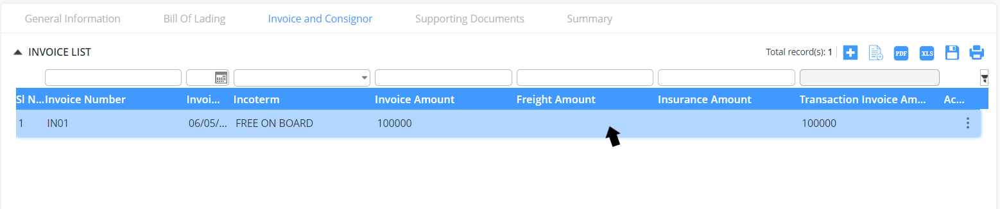 General Information Bill Of Lading Invoice and Consignor Supporting Documents Summary
INVOICE LIST Total record(s): 1 PDF XLS
Sl N... Invoice Number Invoi... Incoterm Invoice Amount Freight Amount Insurance Amount Transaction Invoice Am... Ac...
1 IN01 06/05/... FREE ON BOARD 100000 100000